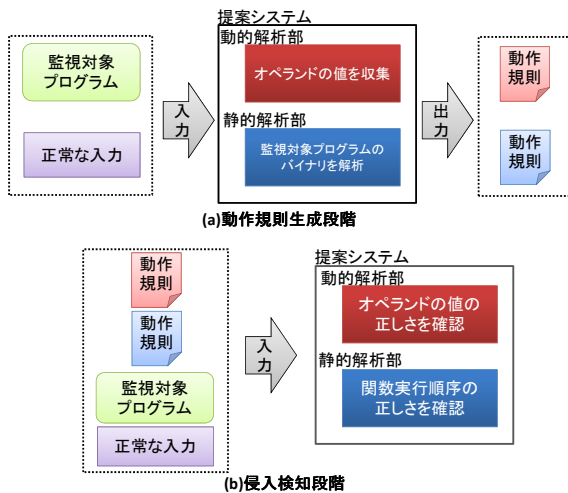 提案システム
動的解析部
監視対象
プログラム
正常な入力
入
力
オペランドの値を収集
静的解析部
監視対象プログラムの
バイナリを解析
出
力
動作
規則
動作
規則
(a)動作規則生成段階
動作
規則
動作
規則
監視対象
プログラム
正常な入力
入
力
提案システム
動的解析部
オペランドの値の
正しさを確認
静的解析部
関数実行順序の
正しさを確認
(b)侵入検知段階